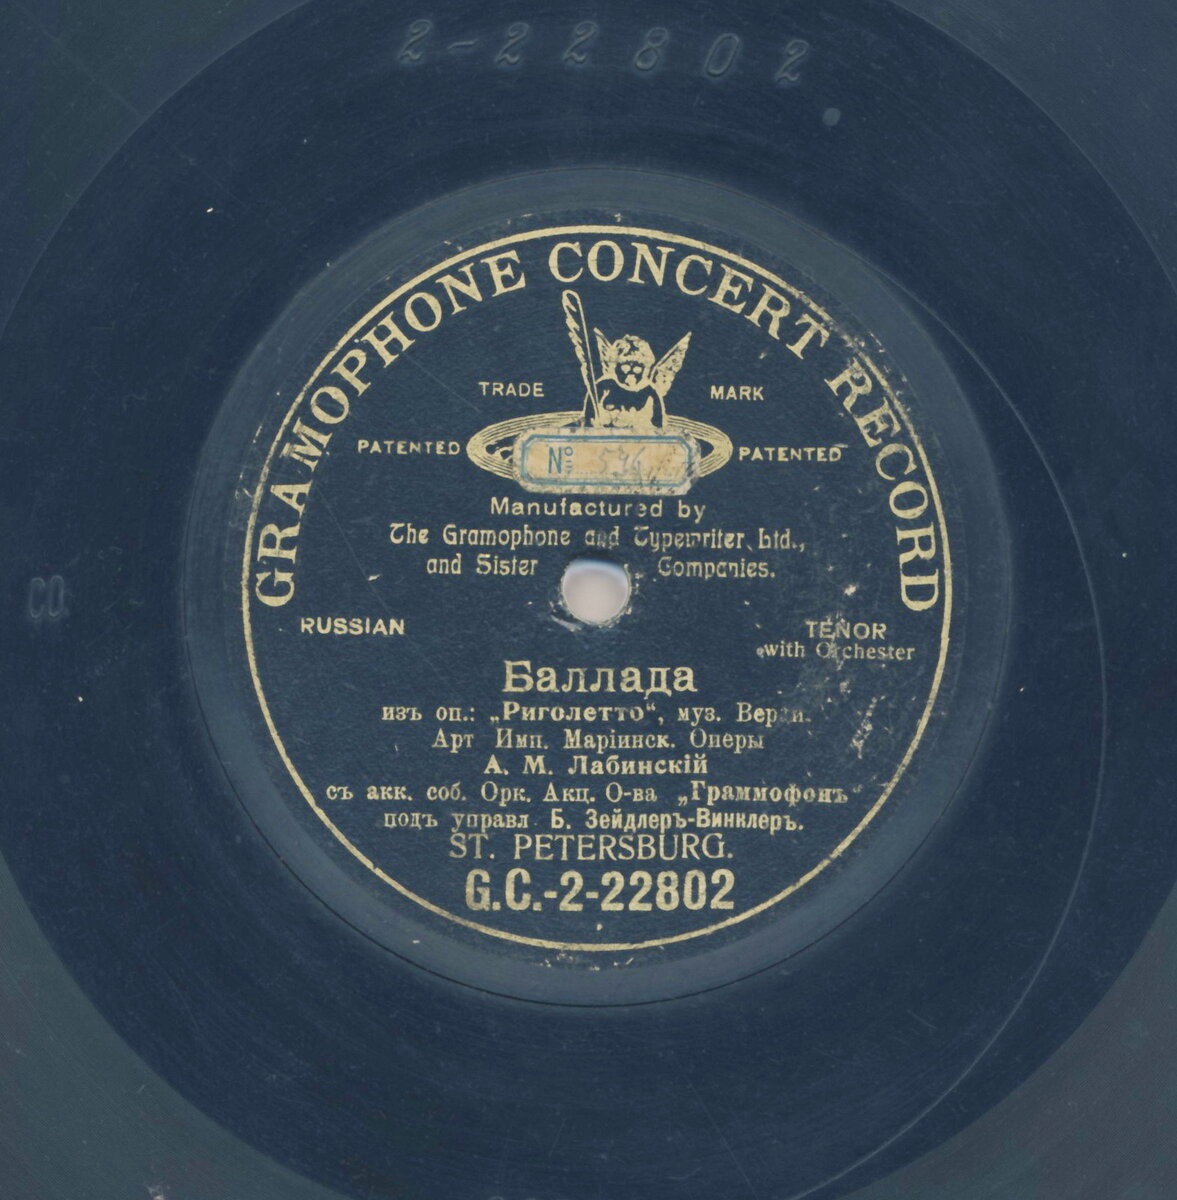 2-22802
GRAMOPHONE CONCERT RECORD
TRADE MARK
PATENTED PATENTED
№
Manufactured by
The Gramophone and Typewriter, Ltd.,
and Sister Companies.
CO
RUSSIAN
TENOR
with Orchester
Баллада
изъ оп.: „Риголетто“, муз. Верди.
Арт Имп. Маріинск. Оперы
А. М. Лабинскій
съ акк. соб. Орк. Акц. О-ва „Граммофонъ“
подъ управл. Б. Зейдлеръ-Винклеръ.
ST. PETERSBURG.
G.C.-2-22802